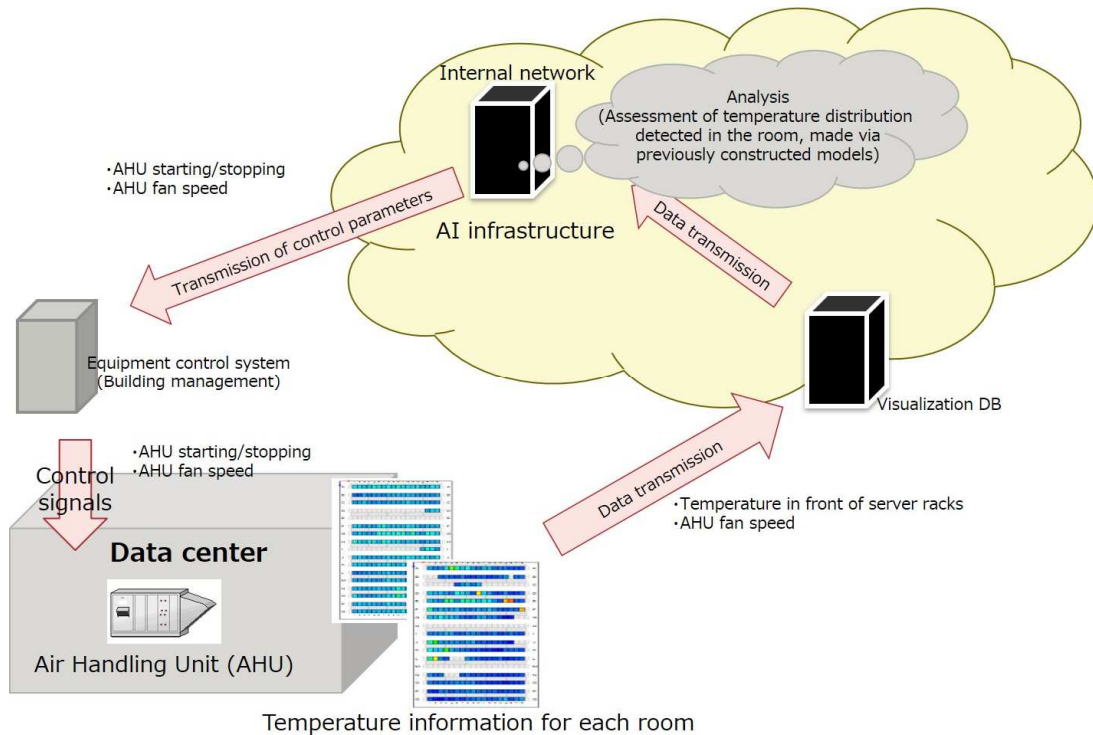 Internal network
Analysis
(Assessment of temperature distribution
detected in the room, made via
previously constructed models)
・AHU starting/stopping
・AHU fan speed
Transmission of control parameters
AI infrastructure
Data transmission
Equipment control system
(Building management)
Visualization DB
・AHU starting/stopping
・AHU fan speed
Control
signals
Data transmission
・Temperature in front of server racks
・AHU fan speed
Data center
Air Handling Unit (AHU)
Temperature information for each room